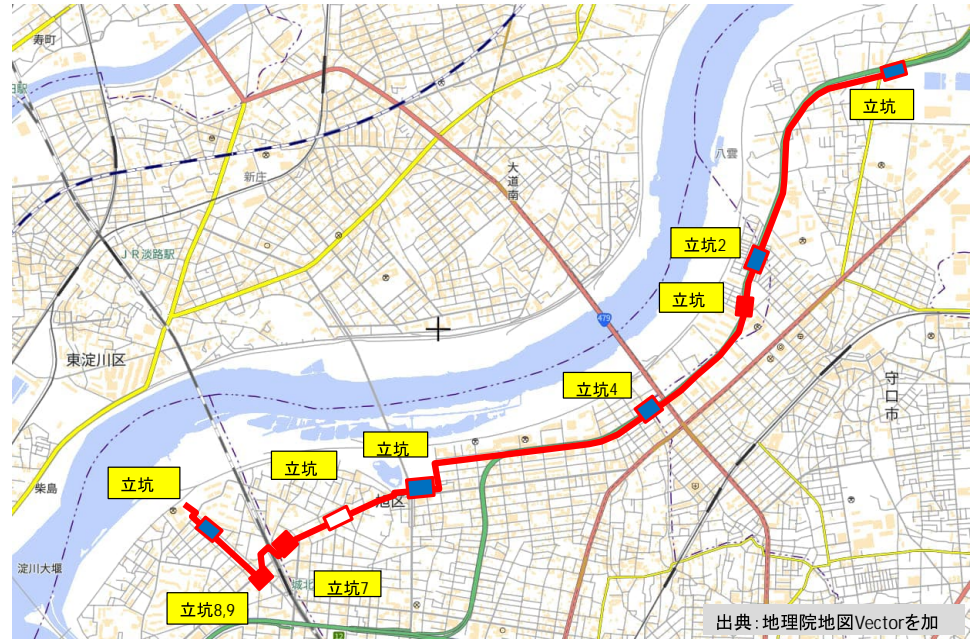 寿町
立坑
八雲
新庄
大道南
JR淡路駅
立坑2
立坑
479
東淀川区
守口市
立坑4
立坑
立坑
立坑
柴島
旭区
淀川大堰
城北
立坑7
立坑8,9
12
出典:地理院地図Vectorを加